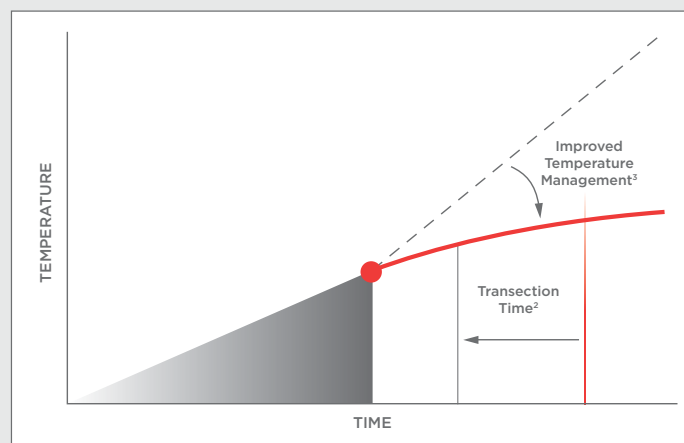 Improved
Temperature
Management³
TEMPERATURE
Transection
Time²
TIME